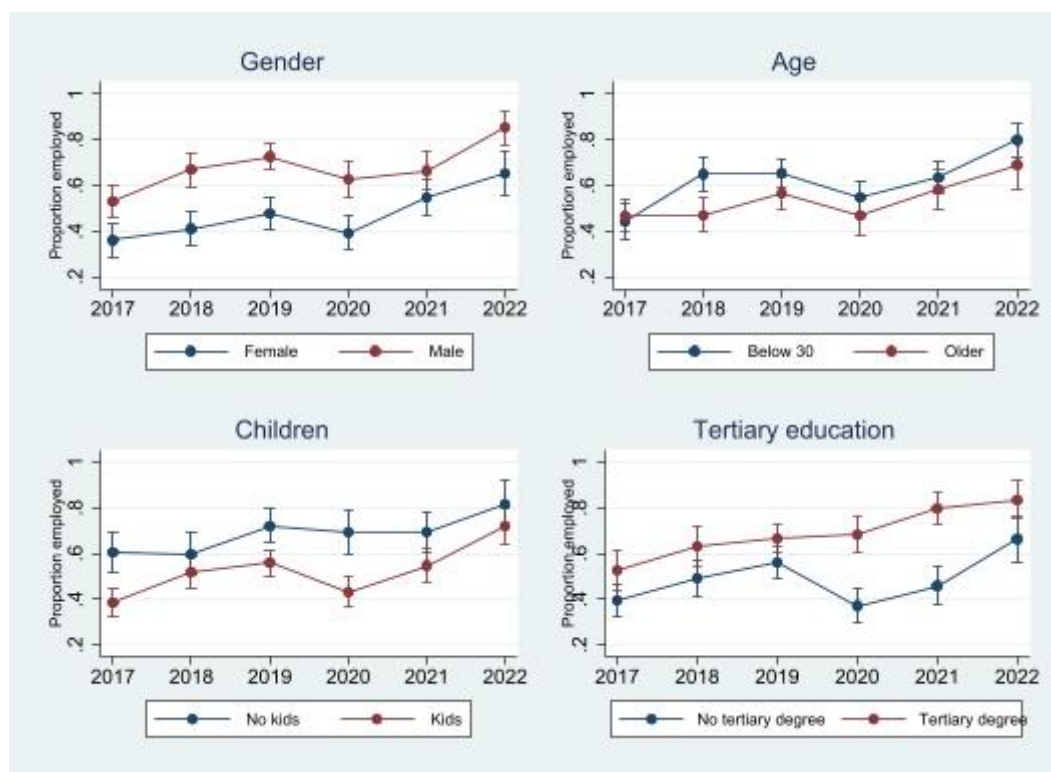 Gender
Proportion employed
1
.8
.6
.4
.2
2017 2018 2019 2020 2021 2022
Female Male
Age
Proportion employed
1
.8
.6
.4
.2
2017 2018 2019 2020 2021 2022
Below 30 Older
Children
Proportion employed
1
.8
.6
.4
.2
2017 2018 2019 2020 2021 2022
No kids Kids
Tertiary education
Proportion employed
1
.8
.6
.4
.2
2017 2018 2019 2020 2021 2022
No tertiary degree Tertiary degree